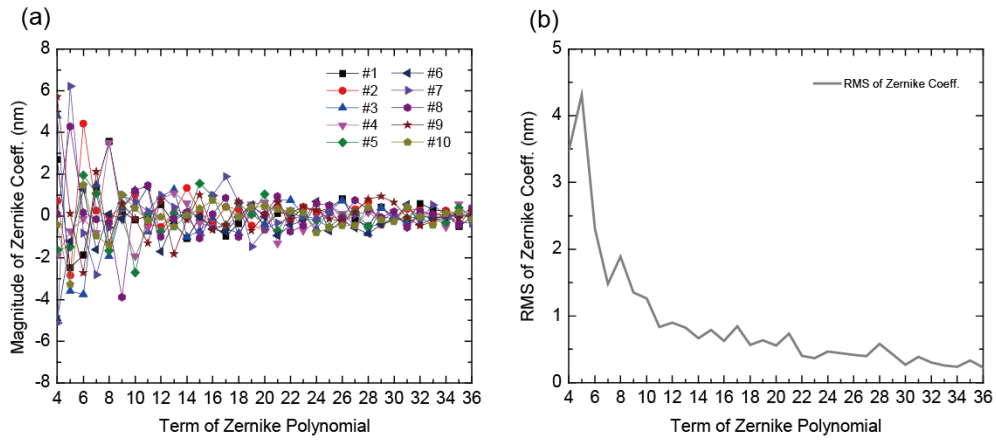 (a)
Magnitude of Zernike Coeff. (nm)
8
6
4
2
0
-2
-4
-6
-8
#1 #6
#2 #7
#3 #8
#4 #9
#5 #10
4 6 8 10 12 14 16 18 20 22 24 26 28 30 32 34 36
Term of Zernike Polynomial
(b)
RMS of Zernike Coeff. (nm)
5
4
3
2
1
0
RMS of Zernike Coeff.
4 6 8 10 12 14 16 18 20 22 24 26 28 30 32 34 36
Term of Zernike Polynomial